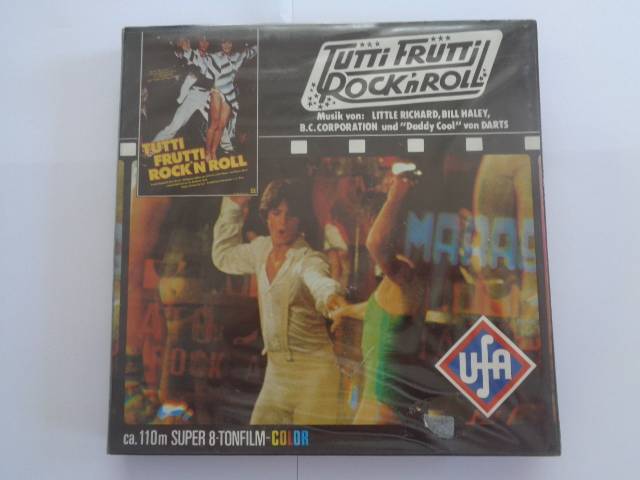 TUTTI FRUTTI
ROCK'n ROLL
Musik von: LITTLE RICHARD, BILL HALEY,
B.C. CORPORATION und "Daddy Cool" von DARTS
TUTTI
FRUTTI
ROCK'N ROLL
UfA
ROCK
ca. 110m SUPER 8-TONFILM-COLOR